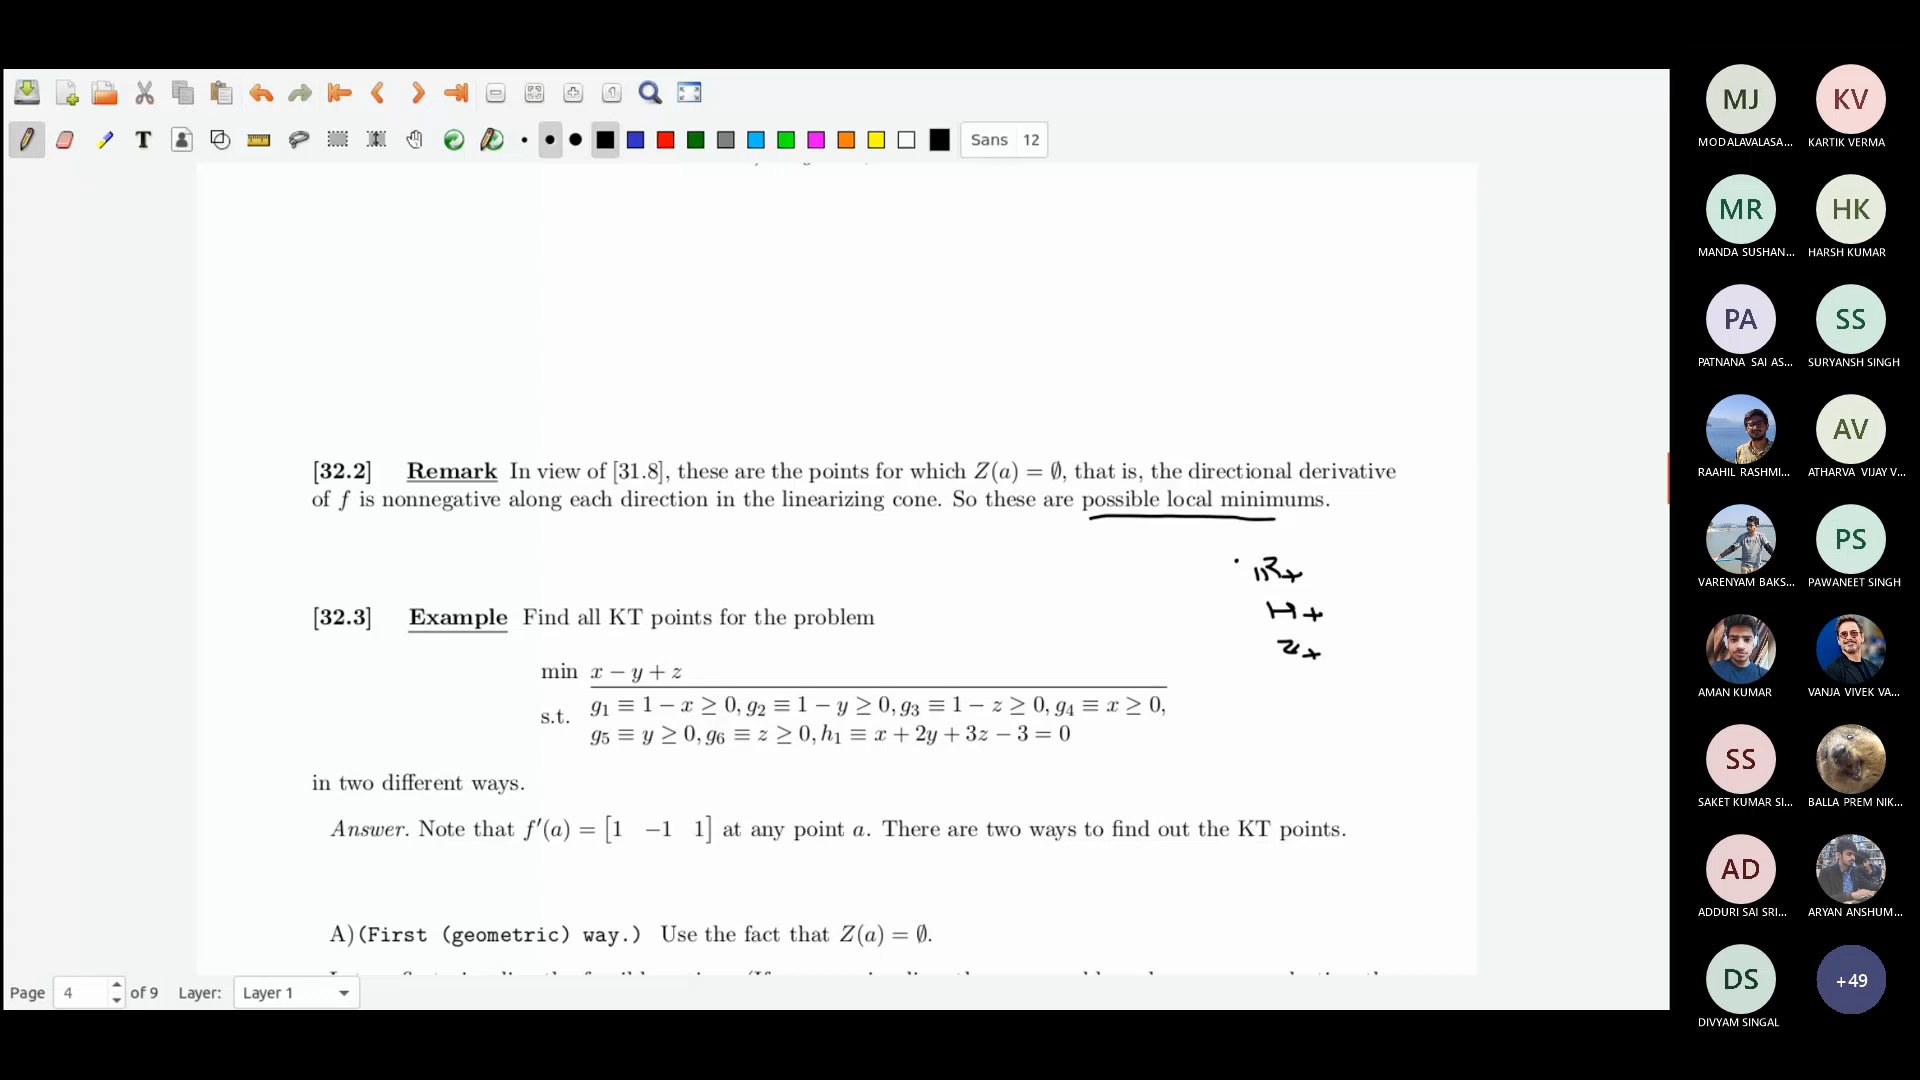 T
Sans 12
[32.2] Remark In view of [31.8], these are the points for which Z(a) = ∅, that is, the directional derivative
of f is nonnegative along each direction in the linearizing cone. So these are possible local minimums.
[32.3] Example Find all KT points for the problem
min x − y + z
s.t. g₁ ≡ 1 − x ≥ 0, g₂ ≡ 1 − y ≥ 0, g₃ ≡ 1 − z ≥ 0, g₄ ≡ x ≥ 0,
g₅ ≡ y ≥ 0, g₆ ≡ z ≥ 0, h₁ ≡ x + 2y + 3z − 3 = 0
in two different ways.
Answer. Note that f′(a) = [1 −1 1] at any point a. There are two ways to find out the KT points.
A)(First (geometric) way.) Use the fact that Z(a) = ∅.
Page 4 of 9 Layer: Layer 1
MJ KV
MODALAVALASA... KARTIK VERMA
MR HK
MANDA SUSHAN... HARSH KUMAR
PA SS
PATNANA SAI AS... SURYANSH SINGH
AV
RAAHIL RASHMI... ATHARVA VIJAY V...
PS
VARENYAM BAKS... PAWANEET SINGH
AMAN KUMAR VANJA VIVEK VA...
SS
SAKET KUMAR SI... BALLA PREM NIK...
AD
ADDURI SAI SRI... ARYAN ANSHUM...
DS +49
DIVYAM SINGAL